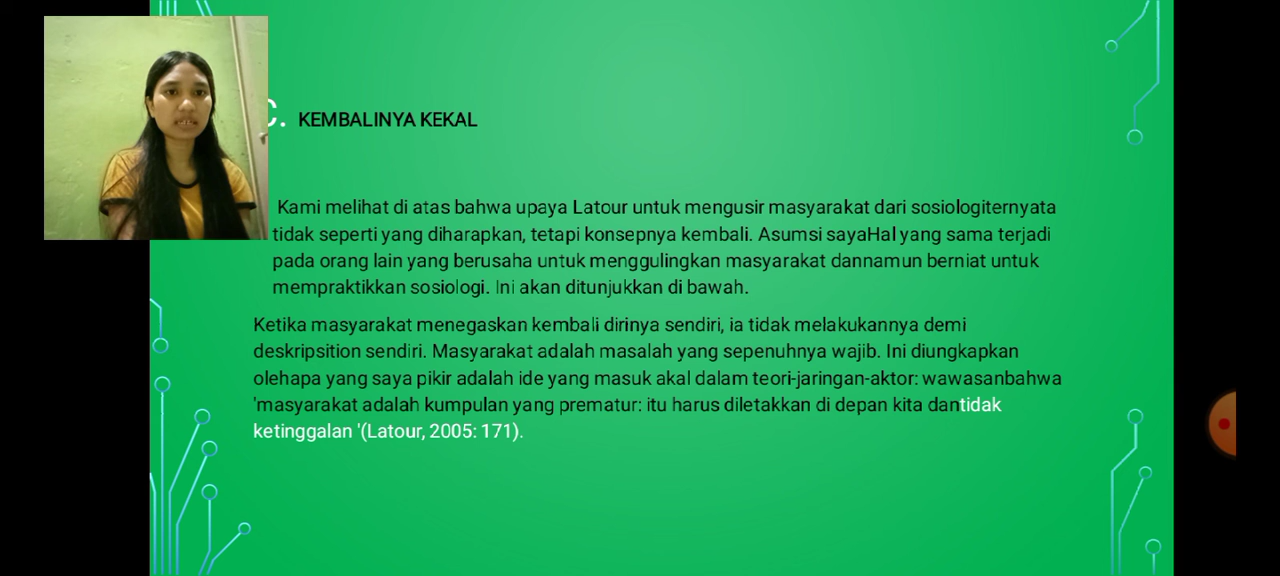 C. KEMBALINYA KEKAL
Kami melihat di atas bahwa upaya Latour untuk mengusir masyarakat dari sosiologiternyata
tidak seperti yang diharapkan, tetapi konsepnya kembali. Asumsi sayaHal yang sama terjadi
pada orang lain yang berusaha untuk menggulingkan masyarakat dannamun berniat untuk
mempraktikkan sosiologi. Ini akan ditunjukkan di bawah.
Ketika masyarakat menegaskan kembali dirinya sendiri, ia tidak melakukannya demi
deskripsition sendiri. Masyarakat adalah masalah yang sepenuhnya wajib. Ini diungkapkan
olehapa yang saya pikir adalah ide yang masuk akal dalam teori-jaringan-aktor: wawasanbahwa
'masyarakat adalah kumpulan yang prematur: itu harus diletakkan di depan kita dantidak
ketinggalan '(Latour, 2005: 171).